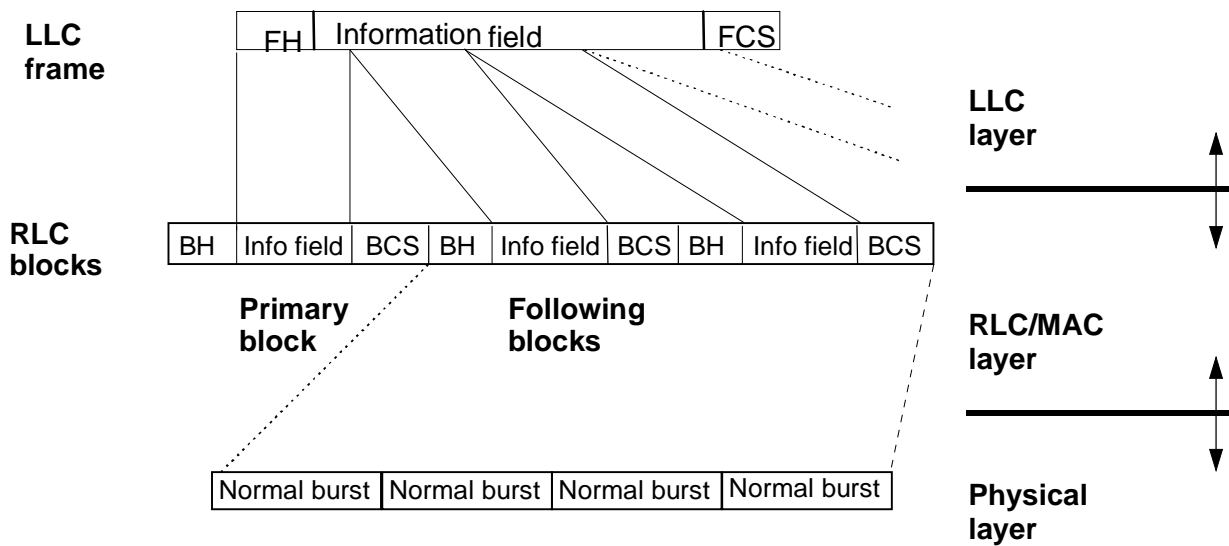 LLC
frame
FH Information field FCS
LLC
layer
RLC
blocks
BH Info field BCS BH Info field BCS BH Info field BCS
Primary
block
Following
blocks
RLC/MAC
layer
Normal burst Normal burst Normal burst Normal burst
Physical
layer